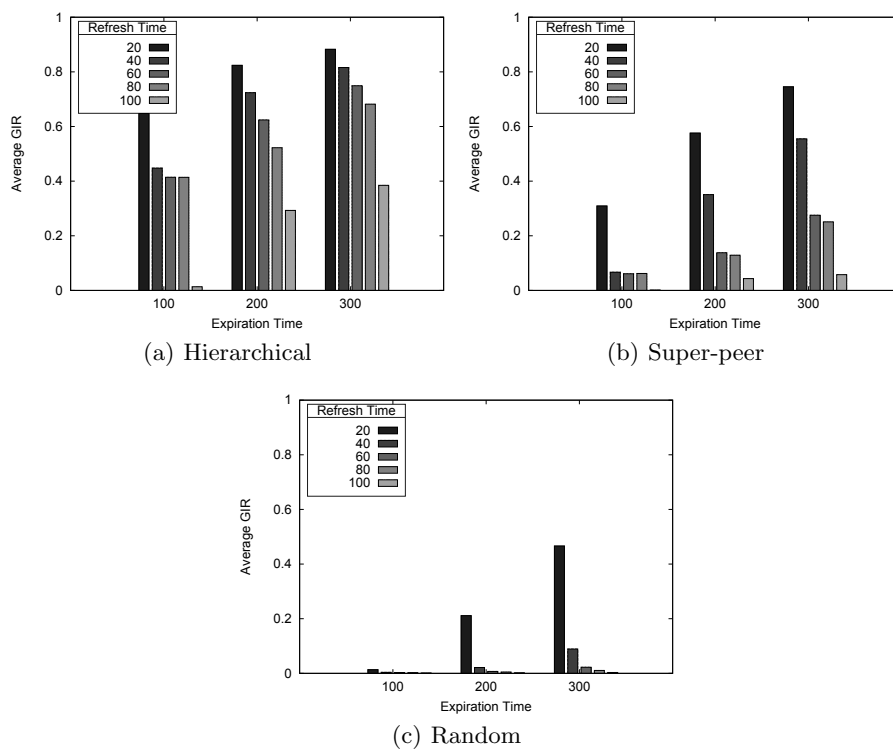 Refresh Time
20
40
60
80
100
1
0.8
0.6
0.4
0.2
0
Average GIR
100 200 300
Expiration Time
(a) Hierarchical
Refresh Time
20
40
60
80
100
1
0.8
0.6
0.4
0.2
0
Average GIR
100 200 300
Expiration Time
(b) Super-peer
Refresh Time
20
40
60
80
100
1
0.8
0.6
0.4
0.2
0
Average GIR
100 200 300
Expiration Time
(c) Random